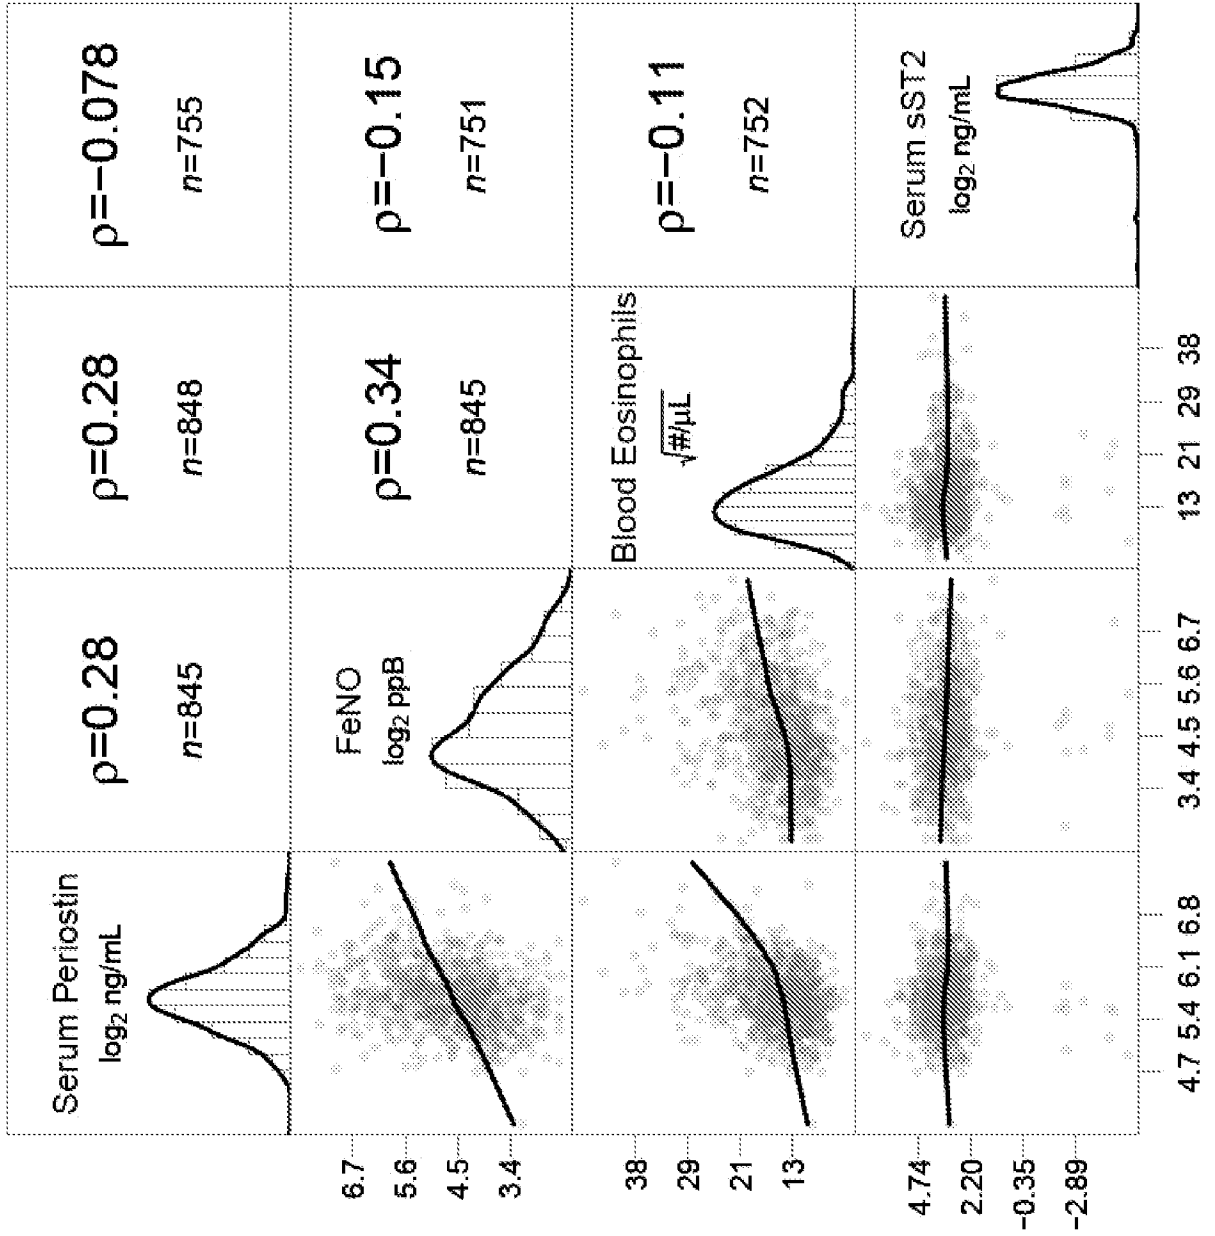 Serum Periostin
log₂ ng/mL
ρ=0.28
n=845
ρ=0.28
n=848
ρ=−0.078
n=755
6.7
5.6
4.5
3.4
FeNO
log₂ ppB
ρ=0.34
n=845
ρ=−0.15
n=751
38
29
21
13
Blood Eosinophils
√#/µL
ρ=−0.11
n=752
4.74
2.20
−0.35
−2.89
Serum sST2
log₂ ng/mL
4.7 5.4 6.1 6.8
3.4 4.5 5.6 6.7
13 21 29 38